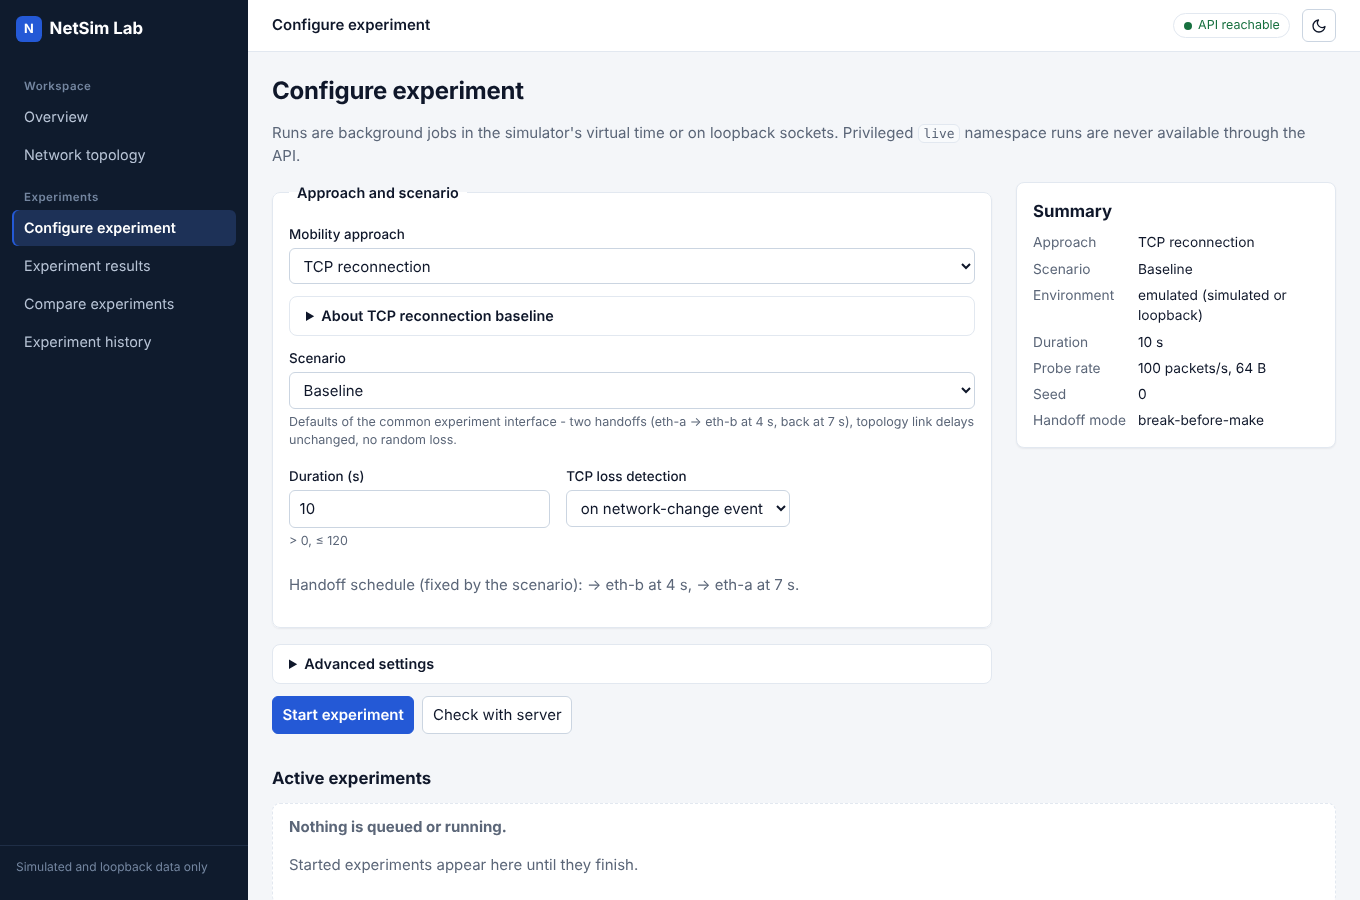 N NetSim Lab
Workspace
Overview
Network topology
Experiments
Configure experiment
Experiment results
Compare experiments
Experiment history
Simulated and loopback data only
Configure experiment
API reachable
Configure experiment
Runs are background jobs in the simulator's virtual time or on loopback sockets. Privileged live namespace runs are never available through the
API.
Approach and scenario
Mobility approach
TCP reconnection
About TCP reconnection baseline
Scenario
Baseline
Defaults of the common experiment interface - two handoffs (eth-a → eth-b at 4 s, back at 7 s), topology link delays
unchanged, no random loss.
Duration (s)
10
> 0, ≤ 120
TCP loss detection
on network-change event
Handoff schedule (fixed by the scenario): → eth-b at 4 s, → eth-a at 7 s.
Advanced settings
Start experiment
Check with server
Summary
Approach TCP reconnection
Scenario Baseline
Environment emulated (simulated or
loopback)
Duration 10 s
Probe rate 100 packets/s, 64 B
Seed 0
Handoff mode break-before-make
Active experiments
Nothing is queued or running.
Started experiments appear here until they finish.